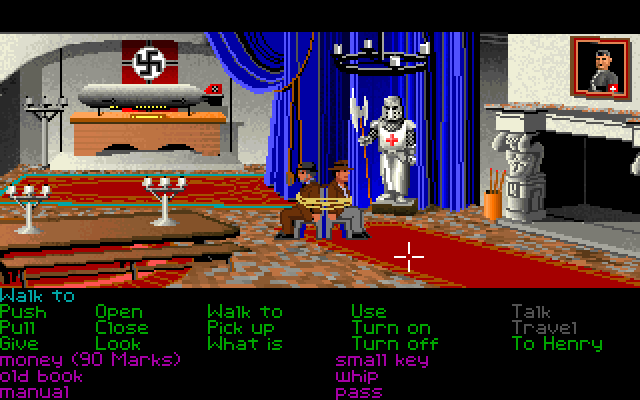 Walk to
Push Open Walk to Use Talk
Pull Close Pick up Turn on Travel
Give Look What is Turn off To Henry
money (90 Marks) small key
old book whip
manual pass